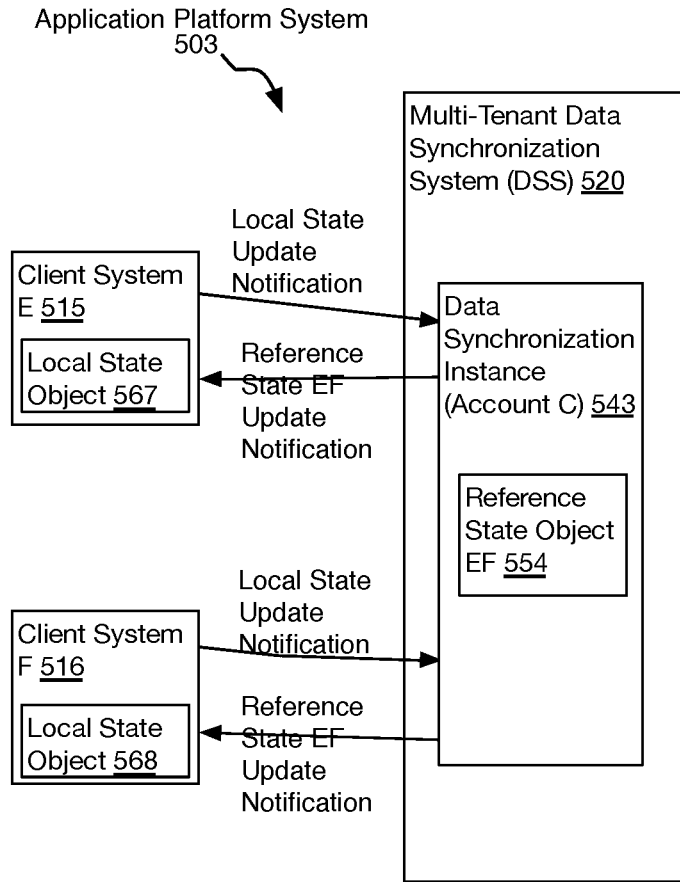 Application Platform System
503
Multi-Tenant Data
Synchronization
System (DSS) 520
Local State
Update
Notification
Client System
E 515
Local State
Object 567
Reference
State EF
Update
Notification
Data
Synchronization
Instance
(Account C) 543
Reference
State Object
EF 554
Local State
Update
Notification
Client System
F 516
Local State
Object 568
Reference
State EF
Update
Notification